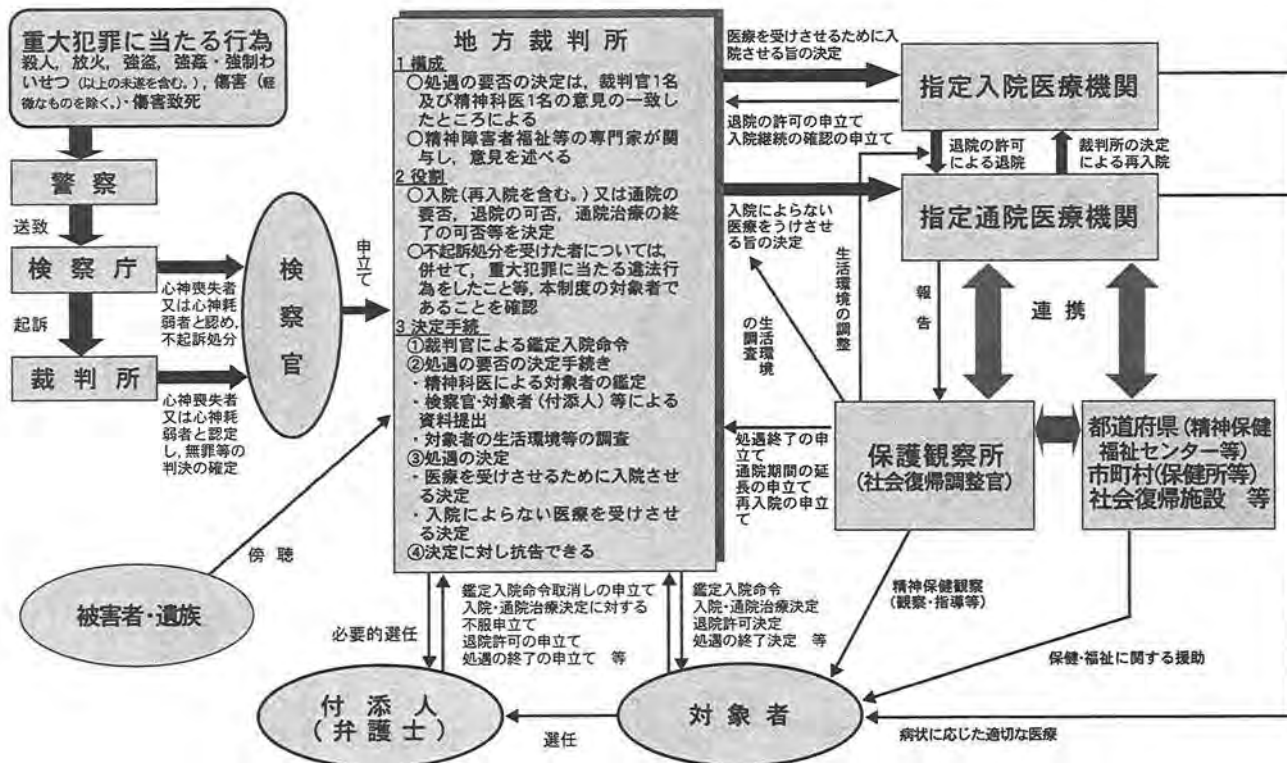 重大犯罪に当たる行為
殺人，放火，強盗，強姦・強制わ
いせつ（以上の未遂を含む。），傷害（軽
微なものを除く。）・傷害致死
警察
送致
検察庁
起訴
裁判所
心神喪失者
又は心神耗
弱者と認め，
不起訴処分
心神喪失者
又は心神耗
弱者と認定
し，無罪等の
判決の確定
検察官
申立て
地方裁判所
1 構成
○処遇の要否の決定は，裁判官1名
及び精神科医1名の意見の一致し
たところによる
○精神障害者福祉等の専門家が関
与し，意見を述べる
2 役割
○入院（再入院を含む。）又は通院の
要否，退院の可否，通院治療の終
了の可否等を決定
○不起訴処分を受けた者については，
併せて，重大犯罪に当たる違法行
為をしたこと等，本制度の対象者で
あることを確認
3 決定手続
①裁判官による鑑定入院命令
②処遇の要否の決定手続き
・精神科医による対象者の鑑定
・検察官・対象者（付添人）等による
資料提出
・対象者の生活環境等の調査
③処遇の決定
・医療を受けさせるために入院させ
る決定
・入院によらない医療を受けさせ
る決定
④決定に対し抗告できる
医療を受けさせるために入
院させる旨の決定
退院の許可の申立て
入院継続の確認の申立て
入院によらない
医療をうけさせ
る旨の決定
指定入院医療機関
退院の許可
による退院
裁判所の決定
による再入院
指定通院医療機関
生活環境の調整
生活環境
の調査
報告
連携
処遇終了の申
立て
通院期間の延
長の申立て
再入院の申立
て
保護観察所
（社会復帰調整官）
都道府県（精神保健
福祉センター等）
市町村（保健所等）
社会復帰施設　等
傍聴
被害者・遺族
必要的選任
鑑定入院命令取消しの申立て
入院・通院治療決定に対する
不服申立て
退院許可の申立て
処遇の終了の申立て　等
鑑定入院命令
入院・通院治療決定
退院許可決定
処遇の終了決定　等
精神保健観察
（観察・指導等）
保健・福祉に関する援助
付添人
（弁護士）
選任
対象者
病状に応じた適切な医療